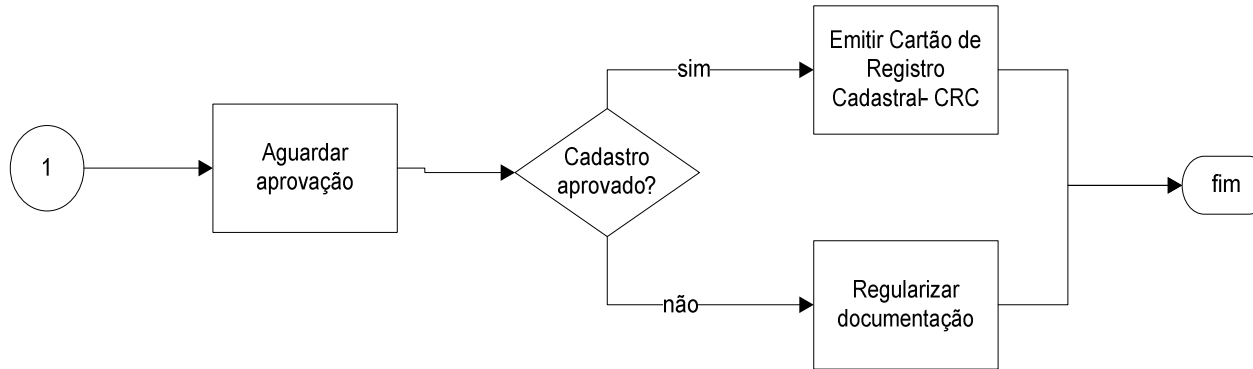 1
Aguardar
aprovação
Cadastro
aprovado?
sim
Emitir Cartão de
Registro
Cadastral- CRC
não
Regularizar
documentação
fim